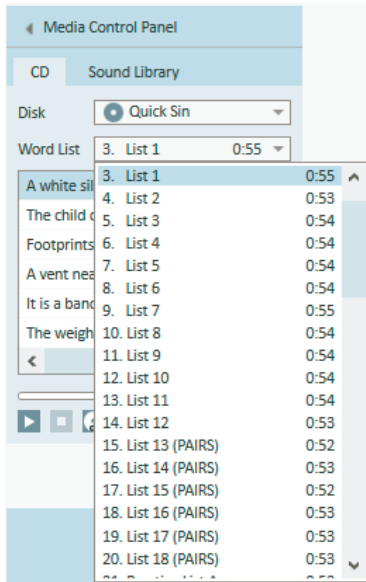 Media Control Panel
CD Sound Library
Disk Quick Sin
Word List 3. List 1 0:55
3. List 1 0:55
4. List 2 0:53
5. List 3 0:54
6. List 4 0:54
7. List 5 0:54
8. List 6 0:54
9. List 7 0:55
10. List 8 0:54
11. List 9 0:54
12. List 10 0:54
13. List 11 0:54
14. List 12 0:53
15. List 13 (PAIRS) 0:52
16. List 14 (PAIRS) 0:53
17. List 15 (PAIRS) 0:52
18. List 16 (PAIRS) 0:53
19. List 17 (PAIRS) 0:53
20. List 18 (PAIRS) 0:53
A white sil
The child
Footprints
A vent nea
It is a banc
The weigh